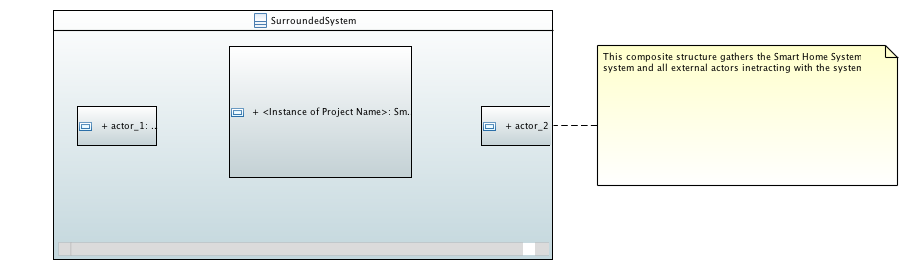 SurroundedSystem
+ actor_1: ..
+ <Instance of Project Name>: Sm.
+ actor_2
This composite structure gathers the Smart Home System
system and all external actors inetracting with the systen